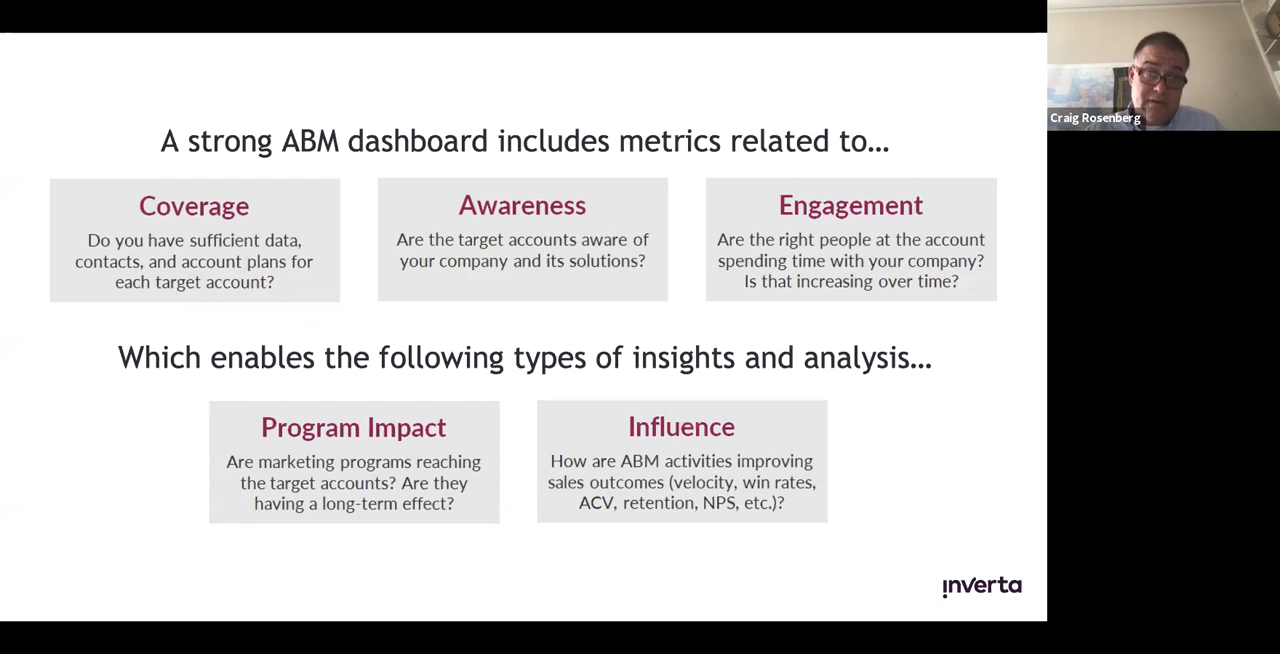 A strong ABM dashboard includes metrics related to...
Coverage
Do you have sufficient data,
contacts, and account plans for
each target account?
Awareness
Are the target accounts aware of
your company and its solutions?
Engagement
Are the right people at the account
spending time with your company?
Is that increasing over time?
Which enables the following types of insights and analysis...
Program Impact
Are marketing programs reaching
the target accounts? Are they
having a long-term effect?
Influence
How are ABM activities improving
sales outcomes (velocity, win rates,
ACV, retention, NPS, etc.)?
inverta
Craig Rosenberg